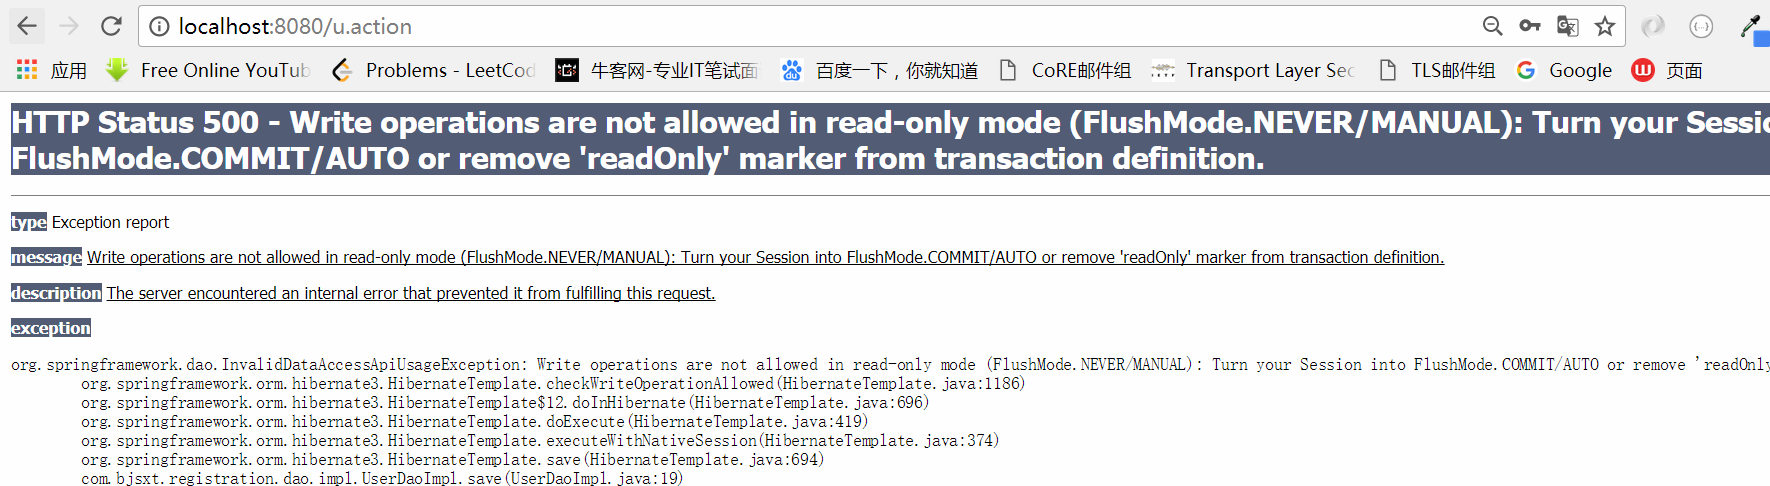 localhost:8080/u.action
应用 Free Online YouTub Problems - LeetCod 牛客网-专业IT笔试面 百度一下，你就知道 CoRE邮件组 Transport Layer Sec TLS邮件组 Google 页面
HTTP Status 500 - Write operations are not allowed in read-only mode (FlushMode.NEVER/MANUAL): Turn your Sessio
FlushMode.COMMIT/AUTO or remove 'readOnly' marker from transaction definition.
type Exception report
message Write operations are not allowed in read-only mode (FlushMode.NEVER/MANUAL): Turn your Session into FlushMode.COMMIT/AUTO or remove 'readOnly' marker from transaction definition.
description The server encountered an internal error that prevented it from fulfilling this request.
exception
org.springframework.dao.InvalidDataAccessApiUsageException: Write operations are not allowed in read-only mode (FlushMode.NEVER/MANUAL): Turn your Session into FlushMode.COMMIT/AUTO or remove 'readOnly
org.springframework.orm.hibernate3.HibernateTemplate.checkWriteOperationAllowed(HibernateTemplate.java:1186)
org.springframework.orm.hibernate3.HibernateTemplate$12.doInHibernate(HibernateTemplate.java:696)
org.springframework.orm.hibernate3.HibernateTemplate.doExecute(HibernateTemplate.java:419)
org.springframework.orm.hibernate3.HibernateTemplate.executeWithNativeSession(HibernateTemplate.java:374)
org.springframework.orm.hibernate3.HibernateTemplate.save(HibernateTemplate.java:694)
com.bjsxt.registration.dao.impl.UserDaoImpl.save(UserDaoImpl.java:19)